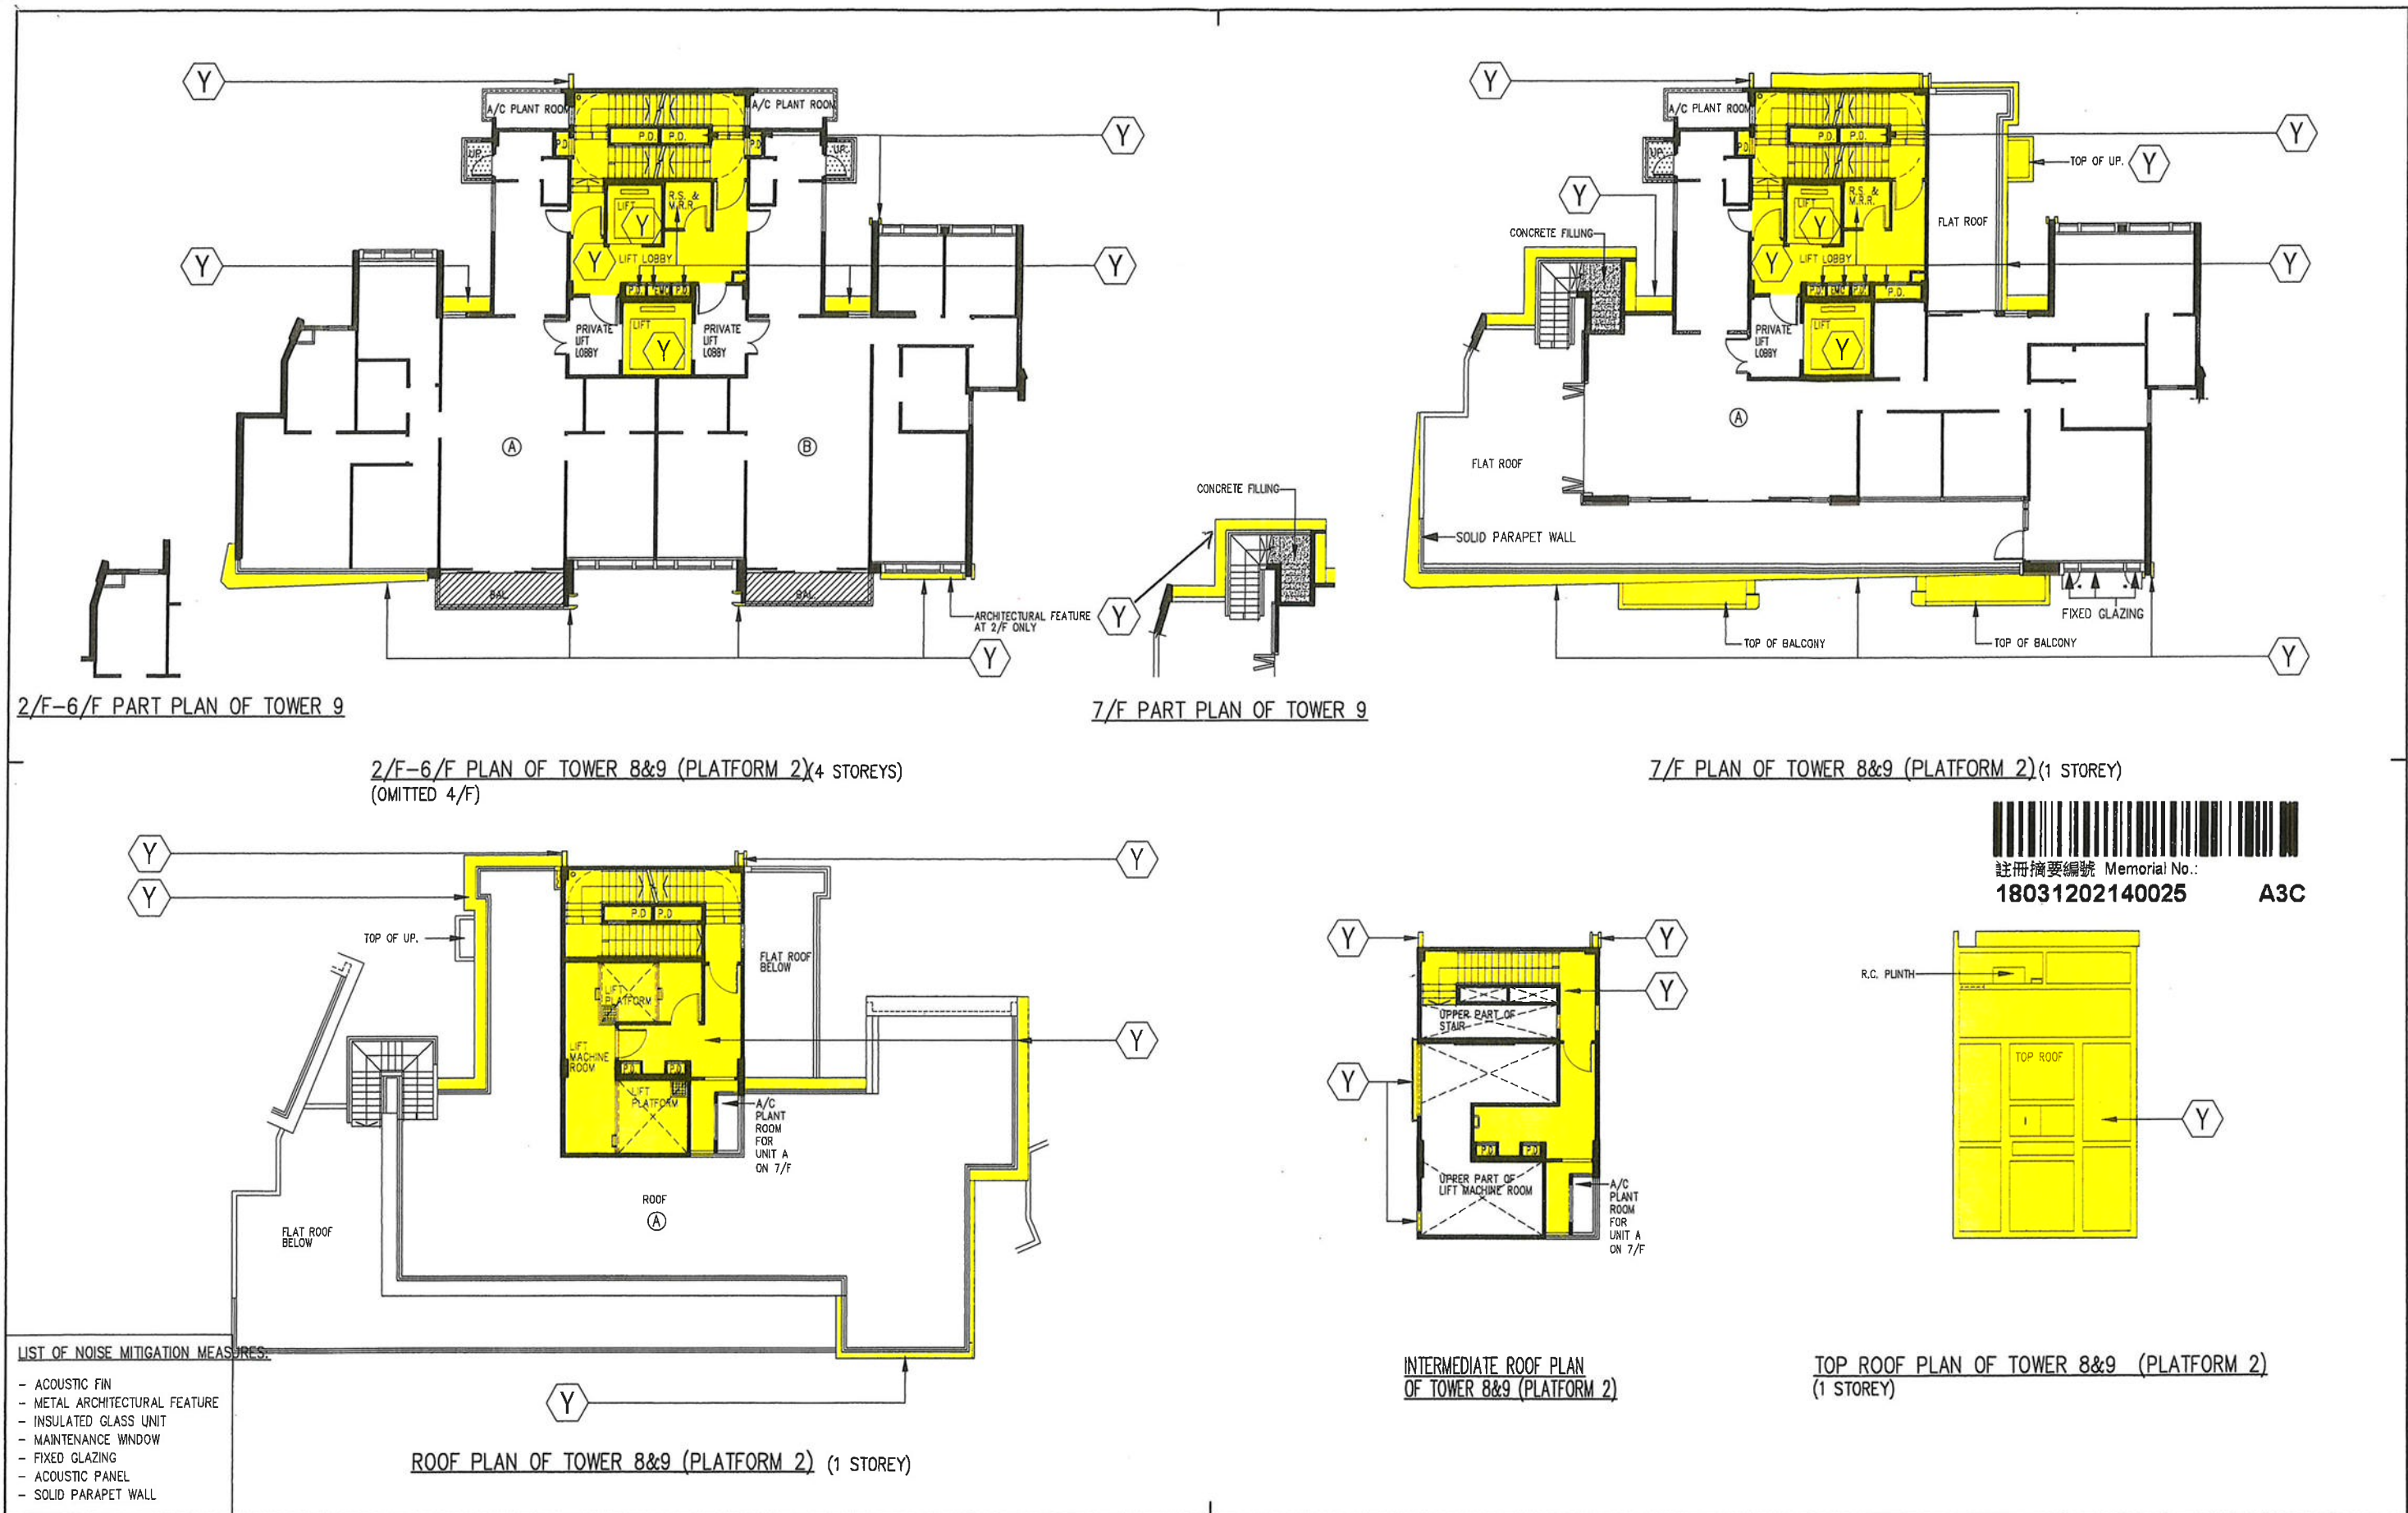 Y
A/C PLANT ROOM
A/C PLANT ROOM
P.D. P.D.
P.D.
P.D.
UP.
UP.
Y
LIFT
Y
R.S. &
M.R.R.
Y
Y
LIFT LOBBY
Y
P.D. EMC P.D.
PRIVATE
LIFT
LOBBY
LIFT
Y
PRIVATE
LIFT
LOBBY
A
B
BAL.
BAL.
ARCHITECTURAL FEATURE
AT 2/F ONLY
Y
2/F-6/F PART PLAN OF TOWER 9
2/F-6/F PLAN OF TOWER 8&9 (PLATFORM 2)(4 STOREYS)
(OMITTED 4/F)
CONCRETE FILLING
Y
7/F PART PLAN OF TOWER 9
Y
A/C PLANT ROOM
P.D. P.D.
P.D.
UP.
Y
TOP OF UP.
Y
Y
CONCRETE FILLING
LIFT
Y
R.S. &
M.R.R.
FLAT ROOF
Y
LIFT LOBBY
Y
P.D. EMC P.D. P.D.
PRIVATE
LIFT
LOBBY
LIFT
Y
A
FLAT ROOF
SOLID PARAPET WALL
FIXED GLAZING
TOP OF BALCONY
TOP OF BALCONY
Y
7/F PLAN OF TOWER 8&9 (PLATFORM 2)(1 STOREY)
註冊摘要編號 Memorial No.:
18031202140025 A3C
Y
Y
Y
P.D P.D
TOP OF UP.
FLAT ROOF
BELOW
LIFT
PLATFORM
LIFT
MACHINE
ROOM
P.D. P.D.
Y
LIFT
PLATFORM
A/C
PLANT
ROOM
FOR
UNIT A
ON 7/F
ROOF
A
FLAT ROOF
BELOW
Y
ROOF PLAN OF TOWER 8&9 (PLATFORM 2) (1 STOREY)
LIST OF NOISE MITIGATION MEASURES:
- ACOUSTIC FIN
- METAL ARCHITECTURAL FEATURE
- INSULATED GLASS UNIT
- MAINTENANCE WINDOW
- FIXED GLAZING
- ACOUSTIC PANEL
- SOLID PARAPET WALL
Y
Y
Y
UPPER PART OF
STAIR
Y
P.D P.D
UPPER PART OF
LIFT MACHINE ROOM
A/C
PLANT
ROOM
FOR
UNIT A
ON 7/F
INTERMEDIATE ROOF PLAN
OF TOWER 8&9 (PLATFORM 2)
R.C. PLINTH
TOP ROOF
Y
TOP ROOF PLAN OF TOWER 8&9 (PLATFORM 2)
(1 STOREY)